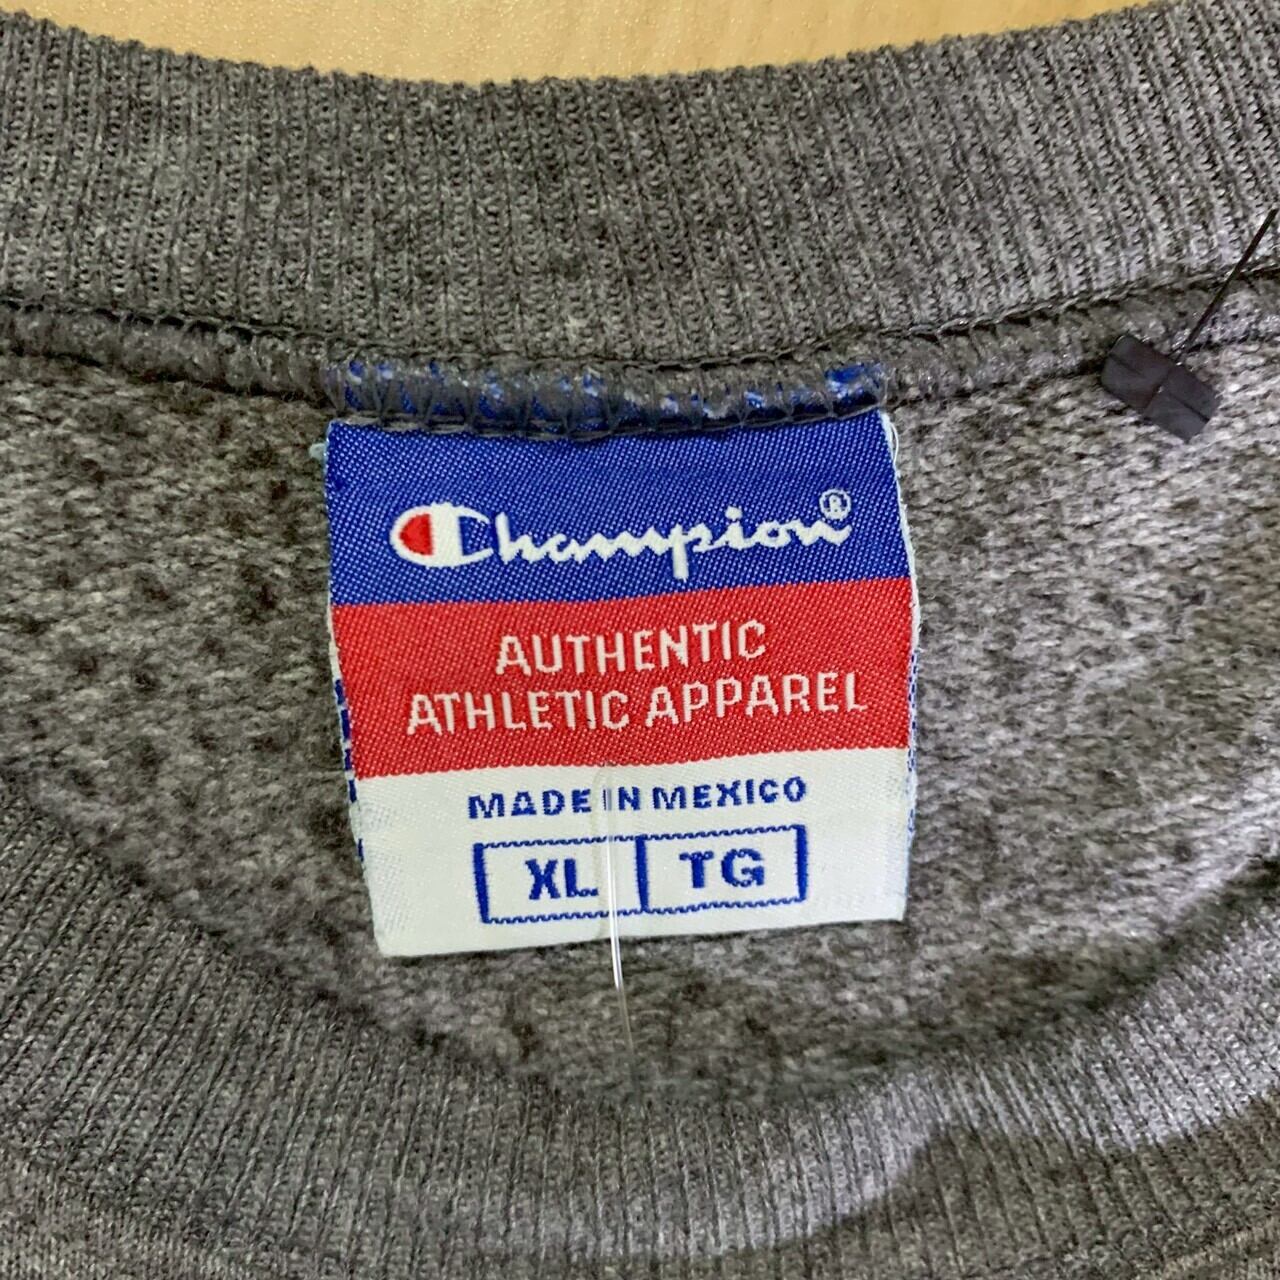 Champion®
AUTHENTIC
ATHLETIC APPAREL
MADE IN MEXICO
XL TG